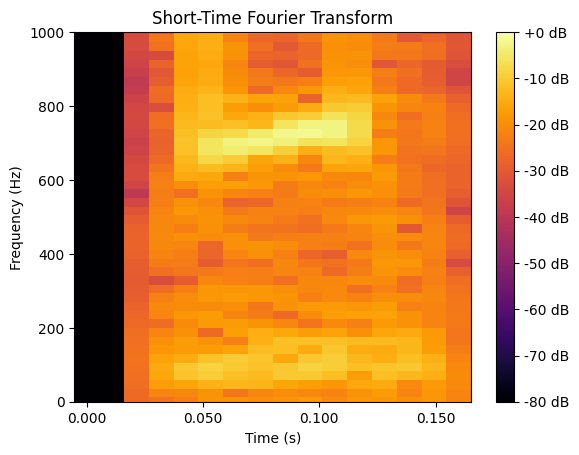 Short-Time Fourier Transform
1000
800
600
400
200
0
Frequency (Hz)
0.000
0.050
0.100
0.150
Time (s)
+0 dB
-10 dB
-20 dB
-30 dB
-40 dB
-50 dB
-60 dB
-70 dB
-80 dB